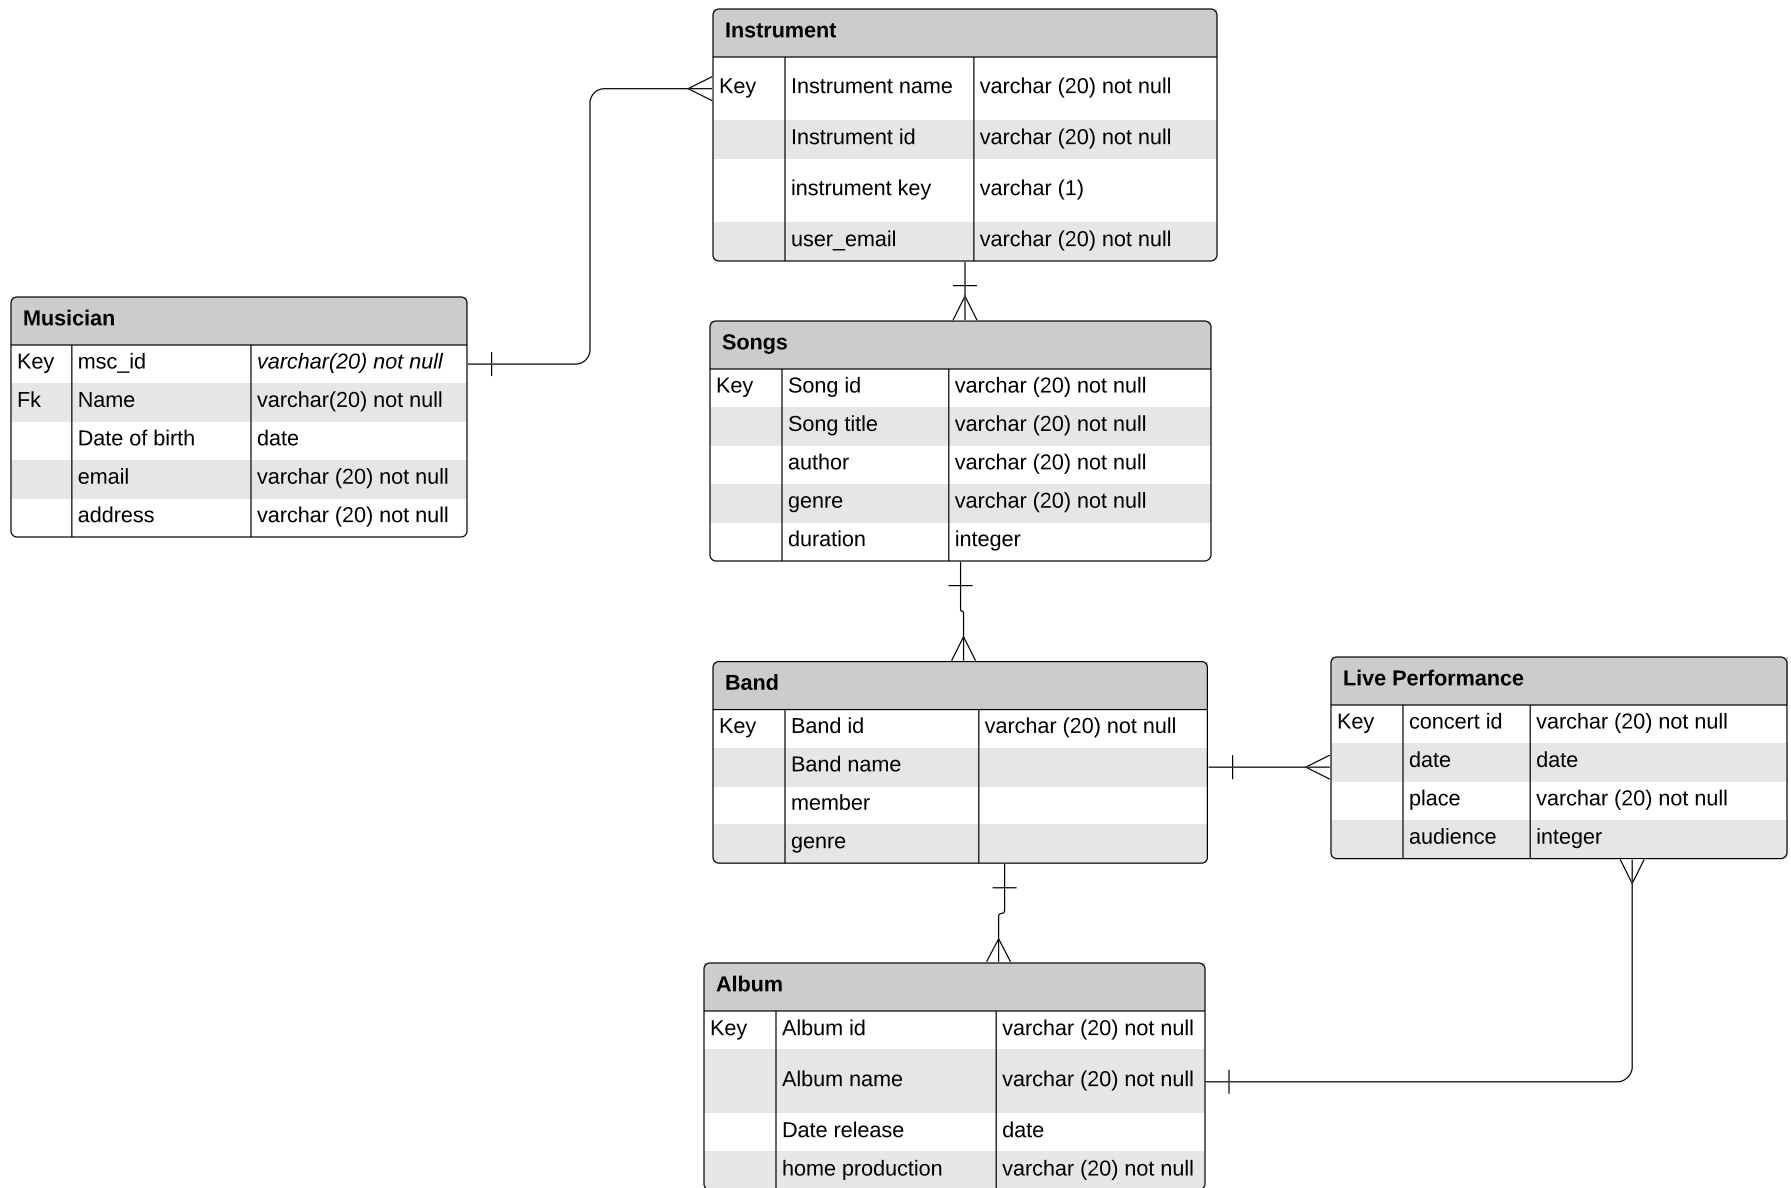 Instrument
Key Instrument name varchar (20) not null
Instrument id varchar (20) not null
instrument key varchar (1)
user_email varchar (20) not null
Musician
Key msc_id varchar(20) not null
Fk Name varchar(20) not null
Date of birth date
email varchar (20) not null
address varchar (20) not null
Songs
Key Song id varchar (20) not null
Song title varchar (20) not null
author varchar (20) not null
genre varchar (20) not null
duration integer
Band
Key Band id varchar (20) not null
Band name
member
genre
Live Performance
Key concert id varchar (20) not null
date date
place varchar (20) not null
audience integer
Album
Key Album id varchar (20) not null
Album name varchar (20) not null
Date release date
home production varchar (20) not null